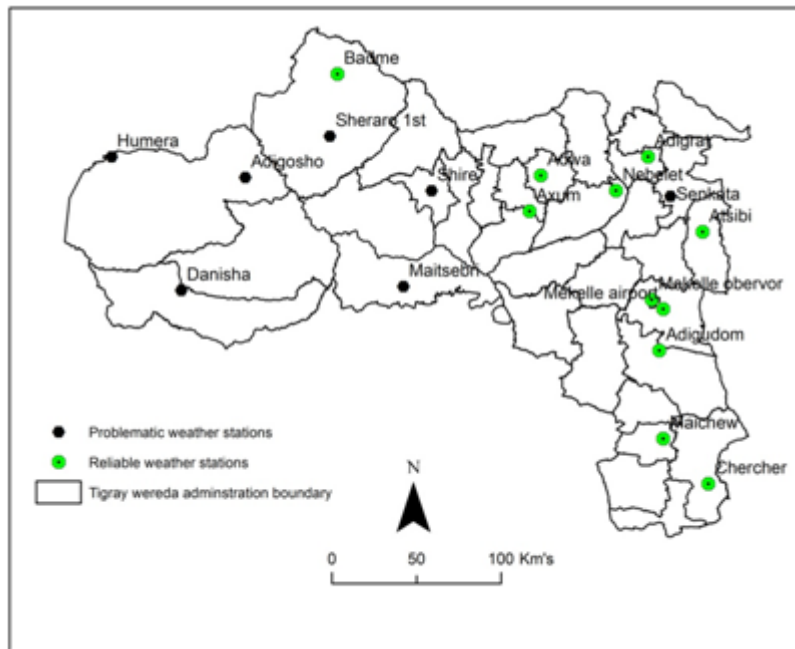 Badme
Sheraro 1st
Humera
Adigosho
Adigrat
Adwa
Shire
Nebelet
Senkata
Axum
Atsibi
Danisha
Maitsebri
Mekelle obervor
Mekelle airport
Adigudom
Maichew
Chercher
Problematic weather stations
Reliable weather stations
Tigray wereda adminstration boundary
N
0 50 100 Km's